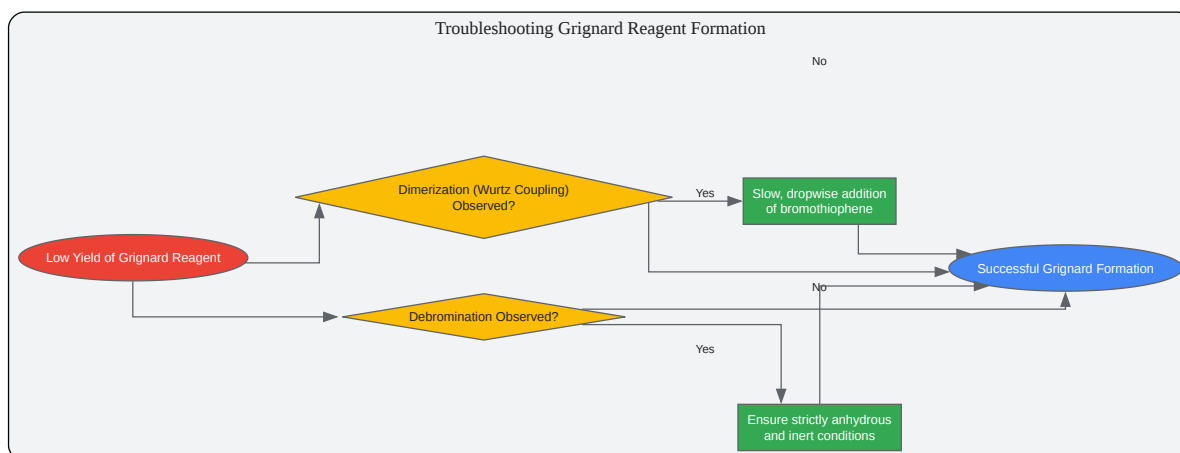 Troubleshooting Grignard Reagent Formation
No
Dimerization (Wurtz Coupling)
Observed?
Yes
Slow, dropwise addition
of bromothiophene
Low Yield of Grignard Reagent
Successful Grignard Formation
No
Debromination Observed?
Yes
Ensure strictly anhydrous
and inert conditions